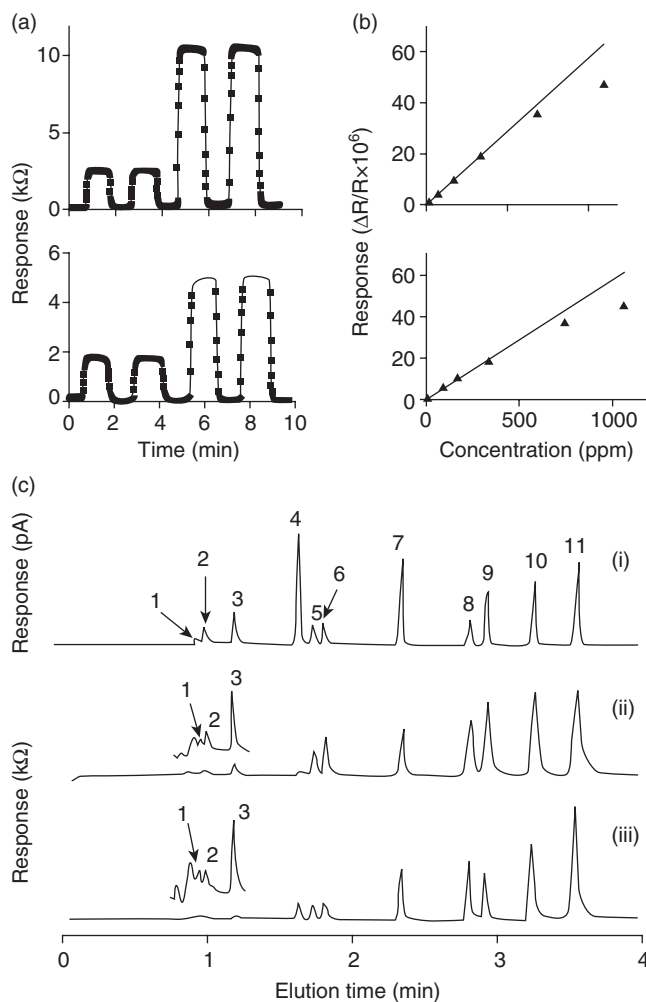 (a)
10
5
0
6
4
2
0
0 2 4 6 8 10
Response (kΩ)
Time (min)
(b)
60
40
20
0
60
40
20
0
0 500 1000
Response (ΔR/R×10⁶)
Concentration (ppm)
(c)
Response (pA)
1 2 3 4 5 6 7 8 9 10 11 (i)
Response (kΩ)
1 2 3 (ii)
1 2 3 (iii)
0 1 2 3 4
Elution time (min)